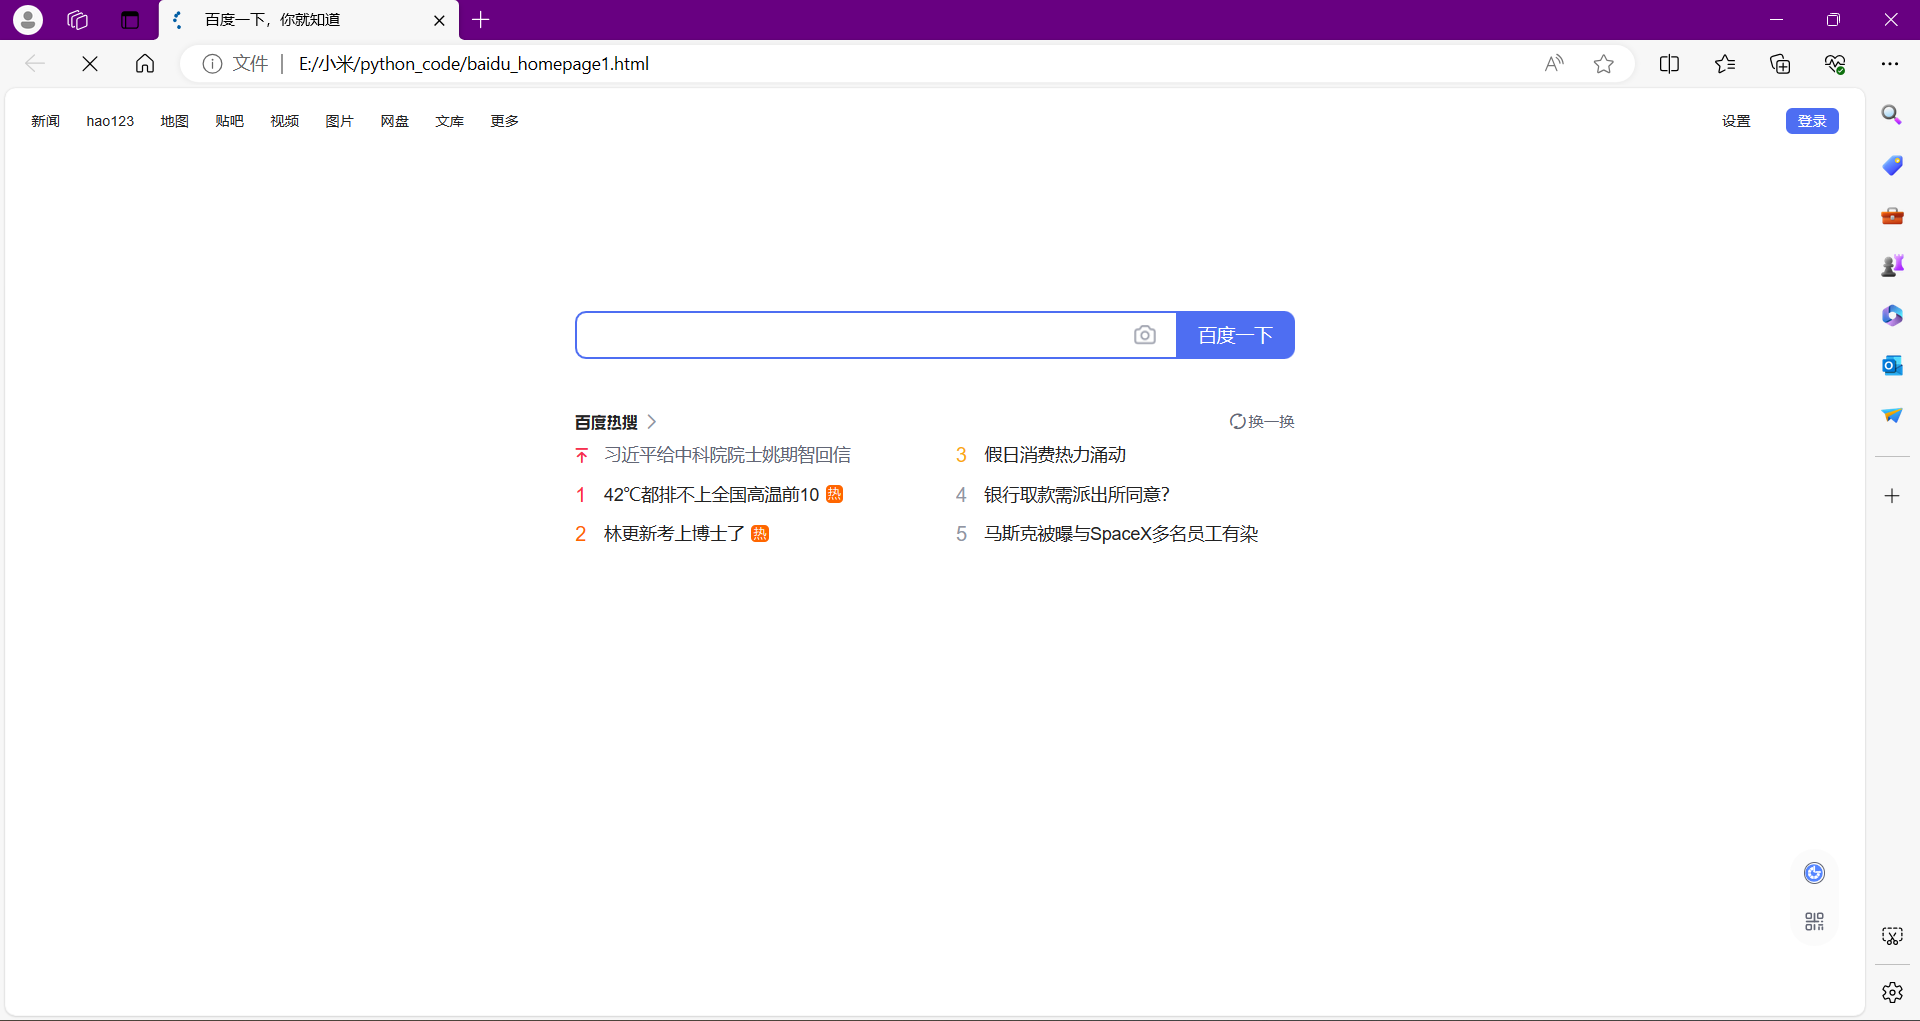 百度一下，你就知道
文件 E:/小米/python_code/baidu_homepage1.html
新闻 hao123 地图 贴吧 视频 图片 网盘 文库 更多 设置 登录
百度一下
百度热搜 换一换
习近平给中科院院士姚期智回信
1 42℃都排不上全国高温前10 热
2 林更新考上博士了 热
3 假日消费热力涌动
4 银行取款需派出所同意？
5 马斯克被曝与SpaceX多名员工有染